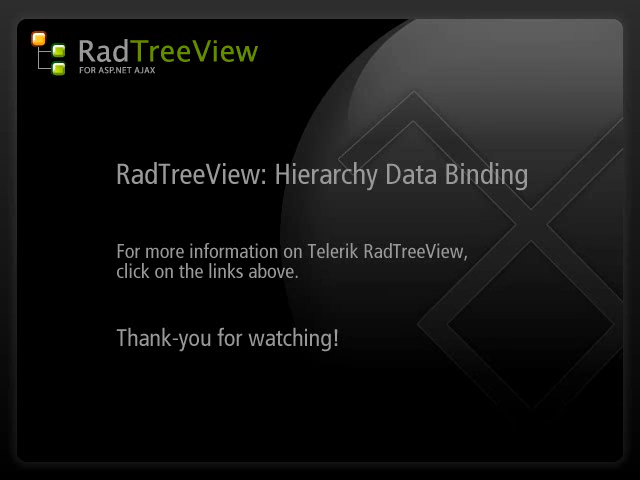 RadTreeView
FOR ASP.NET AJAX
RadTreeView: Hierarchy Data Binding
For more information on Telerik RadTreeView,
click on the links above.
Thank-you for watching!